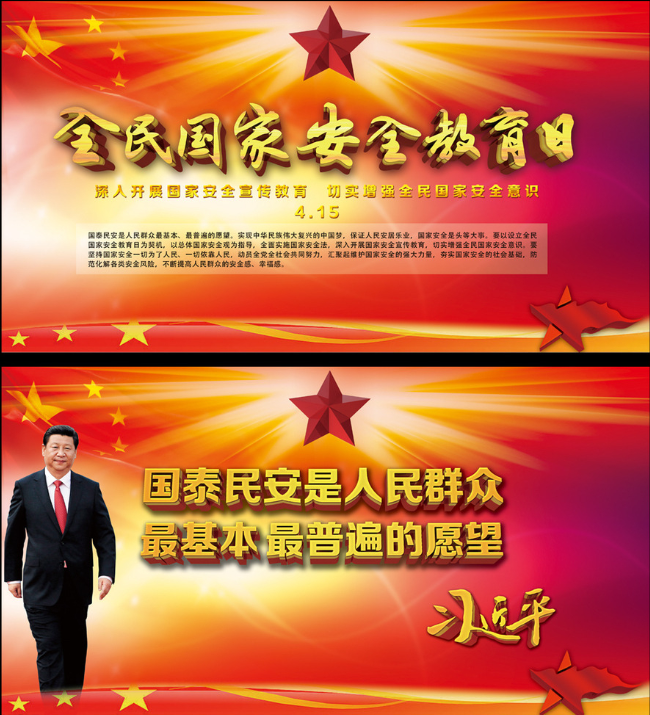 全民国家安全教育日
深入开展国家安全宣传教育 切实增强全民国家安全意识
4.15
国泰民安是人民群众最基本、最普遍的愿望。实现中华民族伟大复兴的中国梦，保证人民安居乐业，国家安全是头等大事。要以设立全民
国家安全教育日为契机，以总体国家安全观为指导，全面实施国家安全法，深入开展国家安全宣传教育，切实增强全民国家安全意识。要
坚持国家安全一切为了人民、一切依靠人民，动员全党全社会共同努力，汇聚起维护国家安全的强大力量，夯实国家安全的社会基础，防
范化解各类安全风险，不断提高人民群众的安全感、幸福感。
国泰民安是人民群众
最基本 最普遍的愿望
习近平